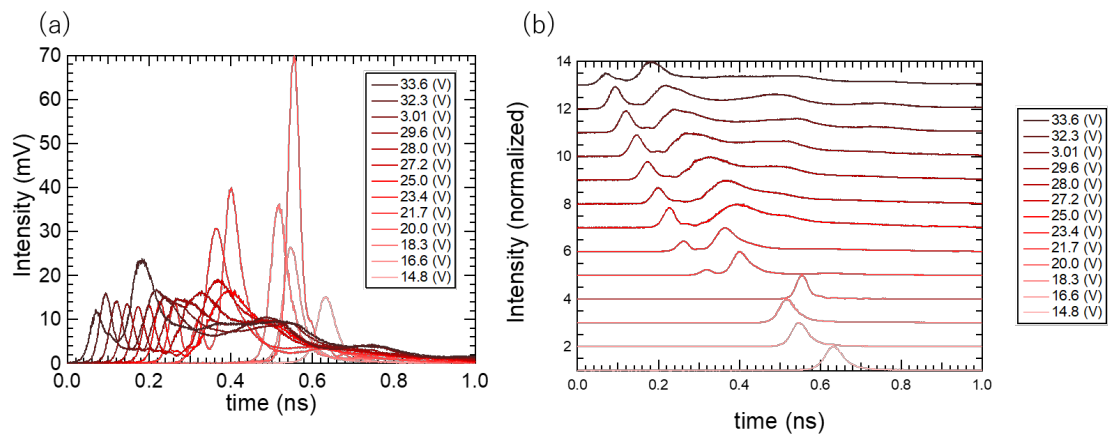 (a)
(b)
70
60
50
40
30
20
10
0
Intensity (mV)
0.0 0.2 0.4 0.6 0.8 1.0
time (ns)
33.6 (V)
32.3 (V)
3.01 (V)
29.6 (V)
28.0 (V)
27.2 (V)
25.0 (V)
23.4 (V)
21.7 (V)
20.0 (V)
18.3 (V)
16.6 (V)
14.8 (V)
14
12
10
8
6
4
2
Intensity (normalized)
0.0 0.2 0.4 0.6 0.8 1.0
time (ns)
33.6 (V)
32.3 (V)
3.01 (V)
29.6 (V)
28.0 (V)
27.2 (V)
25.0 (V)
23.4 (V)
21.7 (V)
20.0 (V)
18.3 (V)
16.6 (V)
14.8 (V)